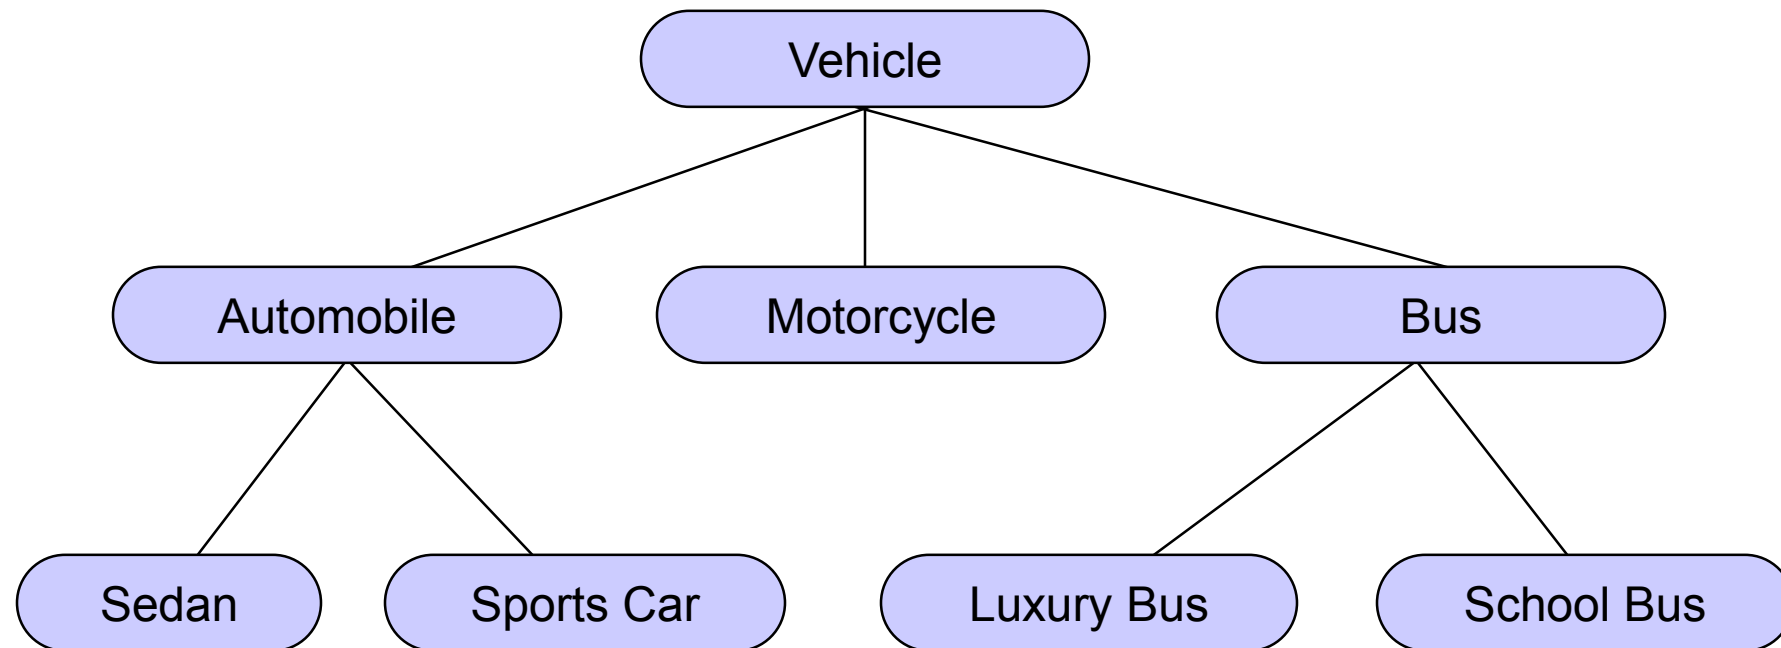 Vehicle
Automobile
Motorcycle
Bus
Sedan
Sports Car
Luxury Bus
School Bus